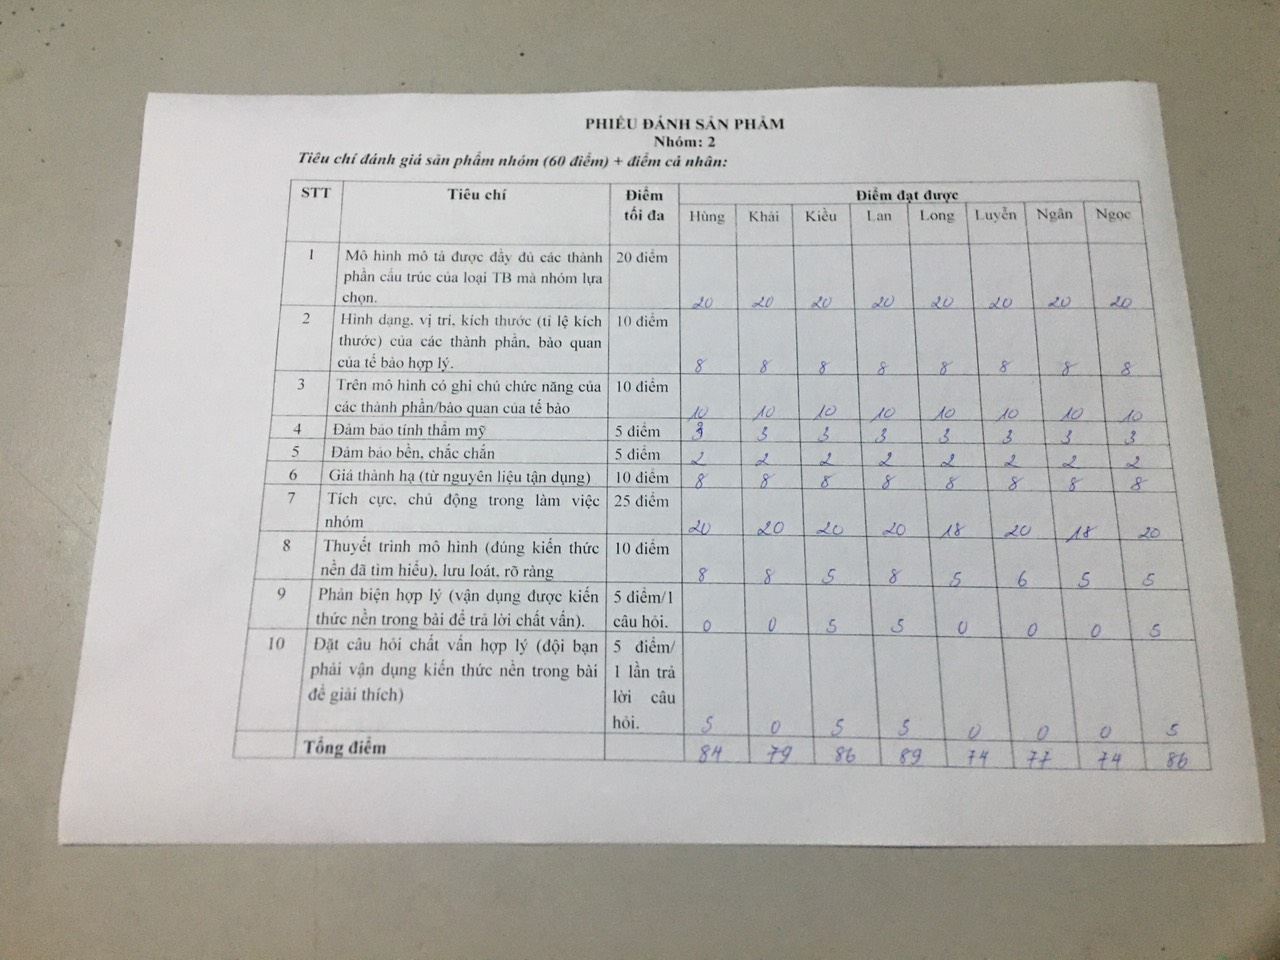 PHIẾU ĐÁNH SẢN PHẨM
Nhóm: 2
Tiêu chí đánh giá sản phẩm nhóm (60 điểm) + điểm cá nhân:
STT Tiêu chí Điểm Điểm đạt được
tối đa Hùng Khải Kiều Lan Long Luyến Ngân Ngọc
1 Mô hình mô tả được đầy đủ các thành 20 điểm
phần cấu trúc của loại TB mà nhóm lựa
chọn. 20 20 20 20 20 20 20 20
2 Hình dạng, vị trí, kích thước (tỉ lệ kích 10 điểm
thước) của các thành phần, bào quan
của tế bào hợp lý. 8 8 8 8 8 8 8 8
3 Trên mô hình có ghi chú chức năng của 10 điểm
các thành phần/bào quan của tế bào 10 10 10 10 10 10 10 10
4 Đảm bảo tính thẩm mỹ 5 điểm 3 3 3 3 3 3 3 3
5 Đảm bảo bền, chắc chắn 5 điểm 2 2 2 2 2 2 2 2
6 Giá thành hạ (từ nguyên liệu tận dụng) 10 điểm 8 8 8 8 8 8 8 8
7 Tích cực, chủ động trong làm việc 25 điểm
nhóm 20 20 20 20 18 20 18 20
8 Thuyết trình mô hình (đúng kiến thức 10 điểm
nền đã tìm hiểu), lưu loát, rõ ràng 8 8 5 8 5 6 5 5
9 Phản biện hợp lý (vận dụng được kiến 5 điểm/1
thức nền trong bài để trả lời chất vấn). câu hỏi. 0 0 5 5 0 0 0 5
10 Đặt câu hỏi chất vấn hợp lý (đội bạn 5 điểm/
phải vận dụng kiến thức nền trong bài 1 lần trả
để giải thích) lời câu
hỏi. 5 0 5 5 0 0 0 5
Tổng điểm 84 79 86 89 74 77 74 86